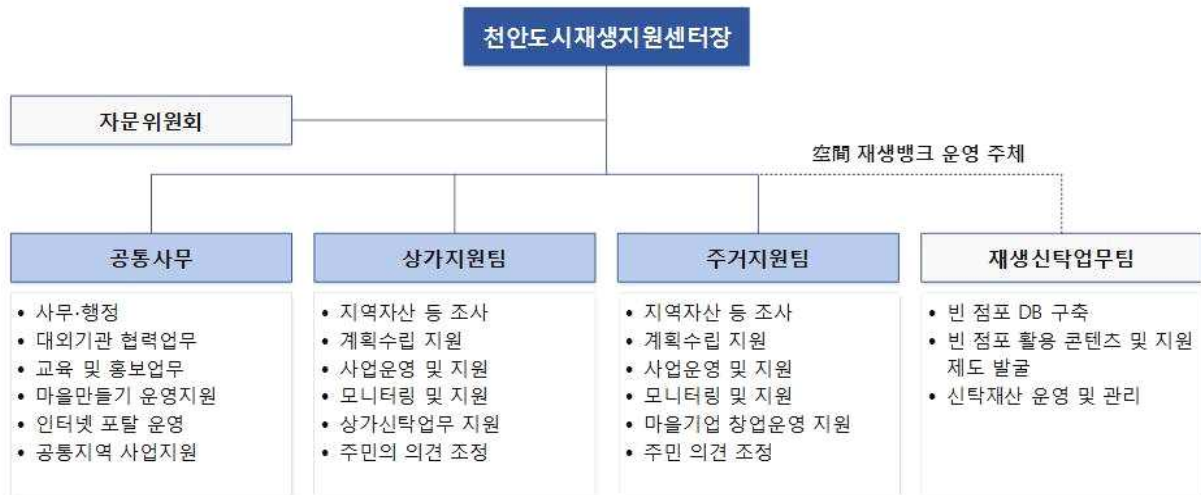 천안도시재생지원센터장
자문위원회
空間 재생뱅크 운영 주체
공통사무
• 사무·행정
• 대외기관 협력업무
• 교육 및 홍보업무
• 마을만들기 운영지원
• 인터넷 포탈 운영
• 공통지역 사업지원
상가지원팀
• 지역자산 등 조사
• 계획수립 지원
• 사업운영 및 지원
• 모니터링 및 지원
• 상가신탁업무 지원
• 주민의 의견 조정
주거지원팀
• 지역자산 등 조사
• 계획수립 지원
• 사업운영 및 지원
• 모니터링 및 지원
• 마을기업 창업운영 지원
• 주민 의견 조정
재생신탁업무팀
• 빈 점포 DB 구축
• 빈 점포 활용 콘텐츠 및 지원
제도 발굴
• 신탁재산 운영 및 관리